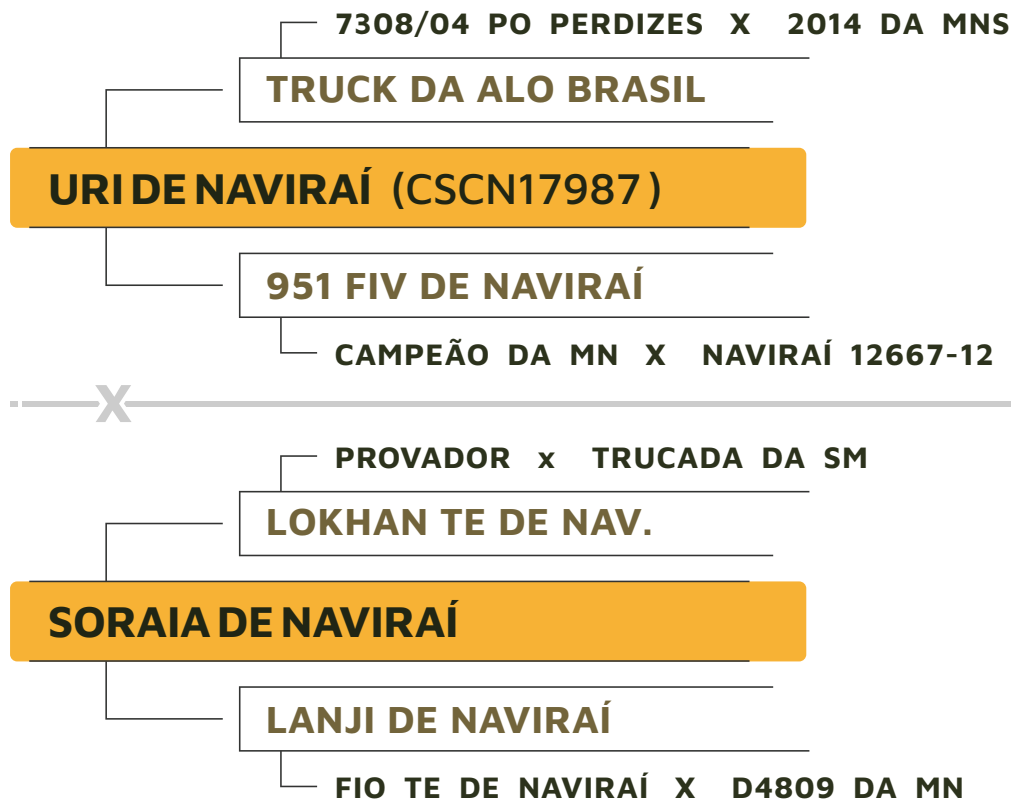 7308/04 PO PERDIZES X 2014 DA MNS
TRUCK DA ALO BRASIL
URI DE NAVIRAÍ (CSCN17987)
951 FIV DE NAVIRAÍ
CAMPEÃO DA MN X NAVIRAÍ 12667-12
X
PROVADOR x TRUCADA DA SM
LOKHAN TE DE NAV.
SORAIA DE NAVIRAÍ
LANJI DE NAVIRAÍ
FIO TE DE NAVIRAÍ X D4809 DA MN